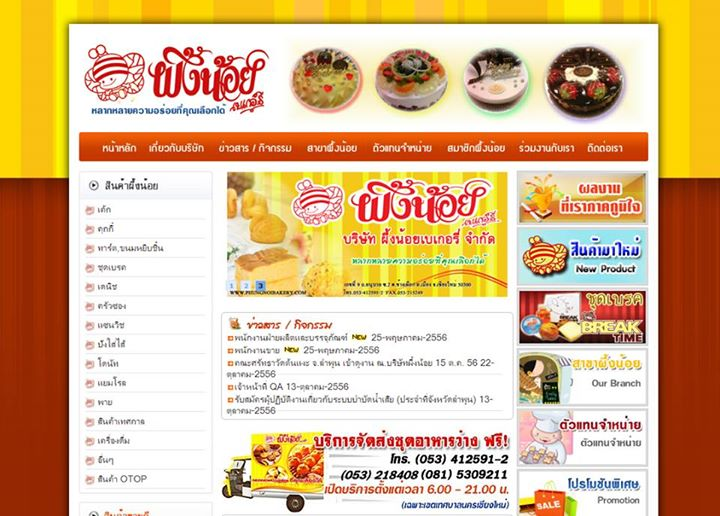 ผึ้งน้อย
เบเกอรี่
หลากหลายความอร่อยที่คุณเลือกได้
หน้าหลัก เกี่ยวกับบริษัท ข่าวสาร / กิจกรรม สาขาผึ้งน้อย ตัวแทนจำหน่าย สมาชิกผึ้งน้อย ร่วมงานกับเรา ติดต่อเรา
สินค้าผึ้งน้อย
เค้ก
คุกกี้
ทาร์ต,ขนมหยิบชิ้น
ชุดเบรค
เดนิช
ครัวซอง
แซนวิช
ปังไส้ไส้
โดนัท
แยมโรล
พาย
สินค้าเทศกาล
เครื่องดื่ม
อื่นๆ
สินค้า OTOP
ผึ้งน้อย
เบเกอรี่
บริษัท ผึ้งน้อยเบเกอรี่ จำกัด
หลากหลายความอร่อยที่คุณเลือกได้
WWW.PHUNGNOIBAKERY.COM
1 2 3
ข่าวสาร / กิจกรรม
พนักงานฝ่ายผลิตและบรรจุภัณฑ์ NEW 25-พฤษภาคม-2556
พนักงานขาย NEW 25-พฤษภาคม-2556
คณะศรัทธาวัดต้นแงะ จ.ลำพูน เข้าดูงาน ณ.บริษัทผึ้งน้อย 15 ต.ค. 56 22-
ตุลาคม-2556
เจ้าหน้าที่ QA 13-ตุลาคม-2556
รับสมัครผู้ปฏิบัติงานเกี่ยวกับระบบบำบัดน้ำเสีย (ประจำที่จังหวัดลำพูน) 13-
ตุลาคม-2556
บริการจัดส่งชุดอาหารว่าง ฟรี!
โทร. (053) 412591-2
(053) 218408 (081) 5309211
เปิดบริการตั้งแต่เวลา 6.00 - 21.00 น.
(เฉพาะเขตเทศบาลนครเชียงใหม่)
ผลงาน
ที่เราภาคภูมิใจ
สินค้ามาใหม่
New Product
ชุดเบรค
BREAK
TIME
สาขาผึ้งน้อย
Our Branch
ตัวแทนจำหน่าย
ตัวแทนจำหน่าย
โปรโมชั่นพิเศษ
Promotion
SALE